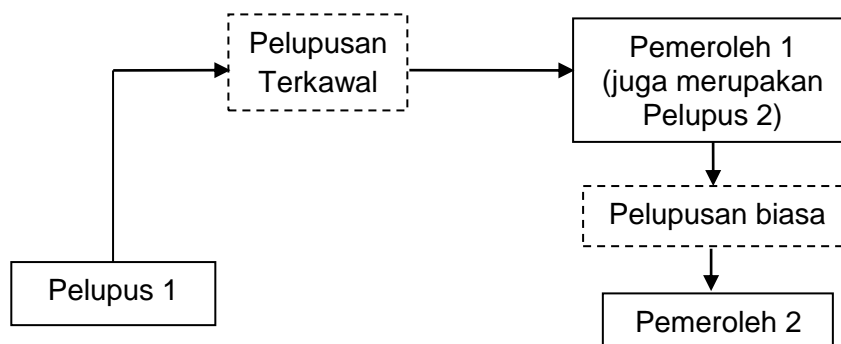 Pelupusan
Terkawal
Pemeroleh 1
(juga merupakan
Pelupus 2)
Pelupusan biasa
Pelupus 1
Pemeroleh 2